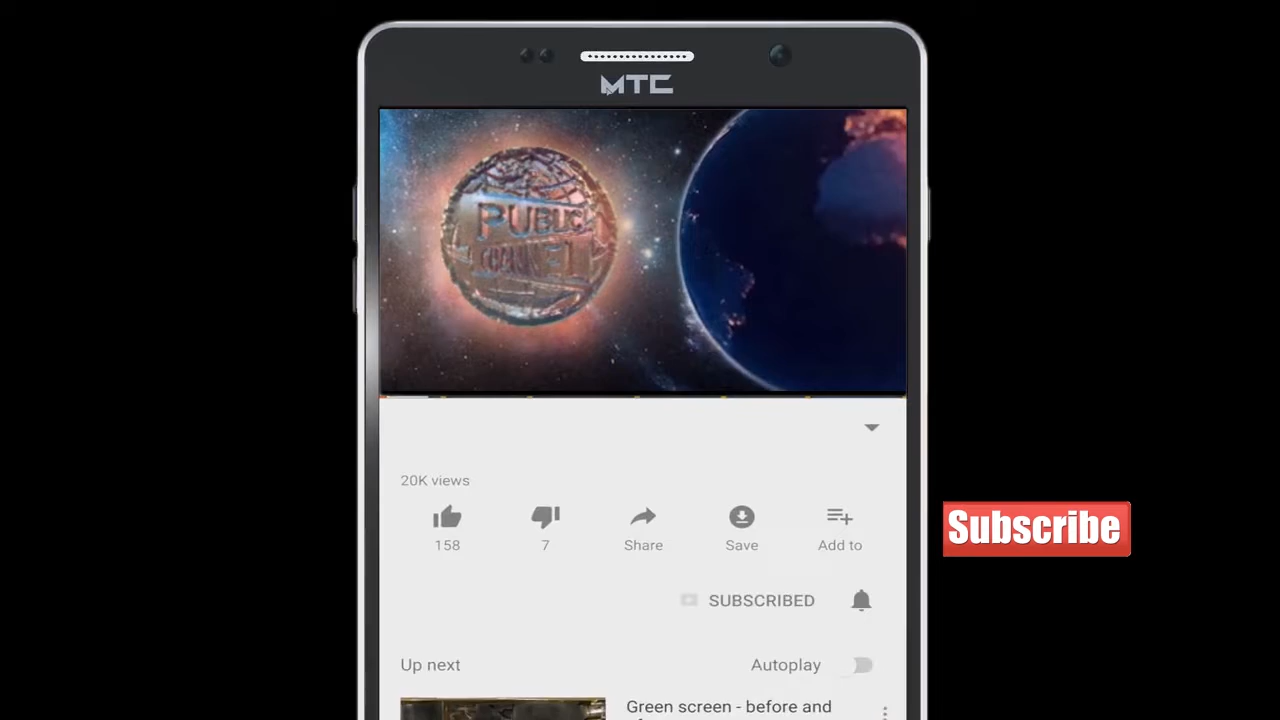 MTC
PUBLIC
CHANNEL
20K views
158
7
Share
Save
Add to
Subscribe
SUBSCRIBED
Up next
Autoplay
Green screen - before and